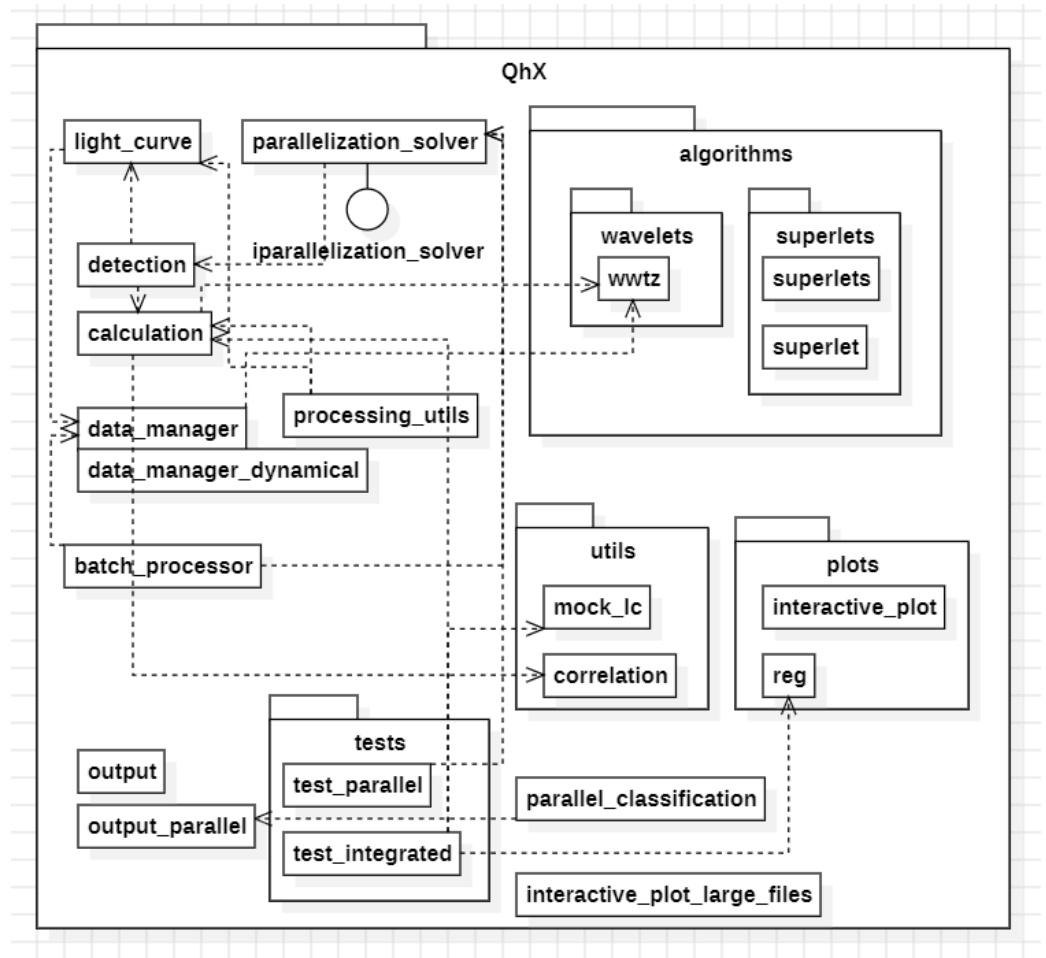 QhX
light_curve
parallelization_solver
algorithms
iparallelization_solver
wavelets
superlets
detection
wwtz
superlets
calculation
superlet
processing_utils
data_manager
data_manager_dynamical
batch_processor
utils
plots
mock_lc
interactive_plot
correlation
reg
tests
output
test_parallel
parallel_classification
output_parallel
test_integrated
interactive_plot_large_files